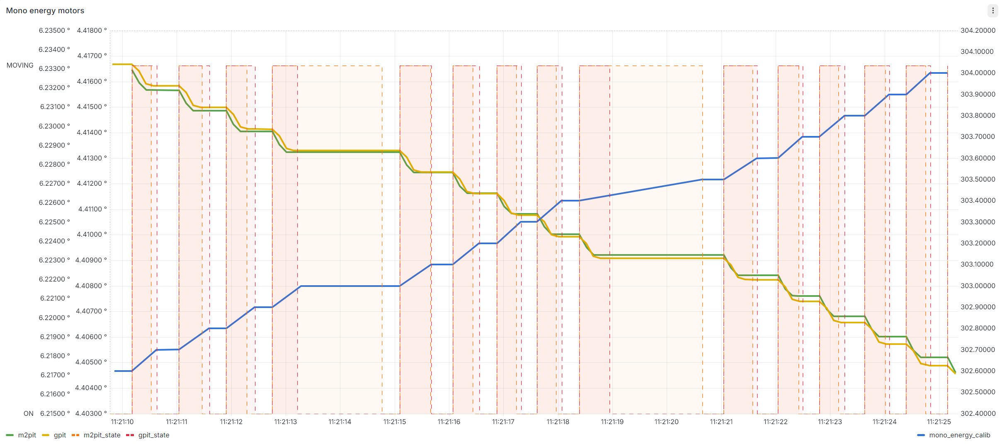 Mono energy motors
6.23500 ° 4.41800 ° 304.20000
6.23400 ° 4.41700 ° 304.10000
MOVING 6.23300 ° 4.41600 ° 304.00000
6.23200 ° 4.41500 ° 303.90000
6.23100 ° 4.41400 ° 303.80000
6.23000 ° 4.41300 ° 303.70000
6.22900 ° 4.41200 ° 303.60000
6.22800 ° 4.41100 ° 303.50000
6.22700 ° 4.41000 ° 303.40000
6.22600 ° 4.40900 ° 303.30000
6.22500 ° 4.40800 ° 303.20000
6.22400 ° 4.40700 ° 303.10000
6.22300 ° 4.40600 ° 303.00000
6.22200 ° 4.40500 ° 302.90000
6.22100 ° 4.40400 ° 302.80000
6.22000 ° 302.70000
6.21900 ° 302.60000
6.21800 ° 302.50000
6.21700 °
6.21600 °
ON 6.21500 ° 4.40300 ° 302.40000
11:21:10 11:21:11 11:21:12 11:21:13 11:21:14 11:21:15 11:21:16 11:21:17 11:21:18 11:21:19 11:21:20 11:21:21 11:21:22 11:21:23 11:21:24 11:21:25
m2pit gpit m2pit_state gpit_state mono_energy_calib